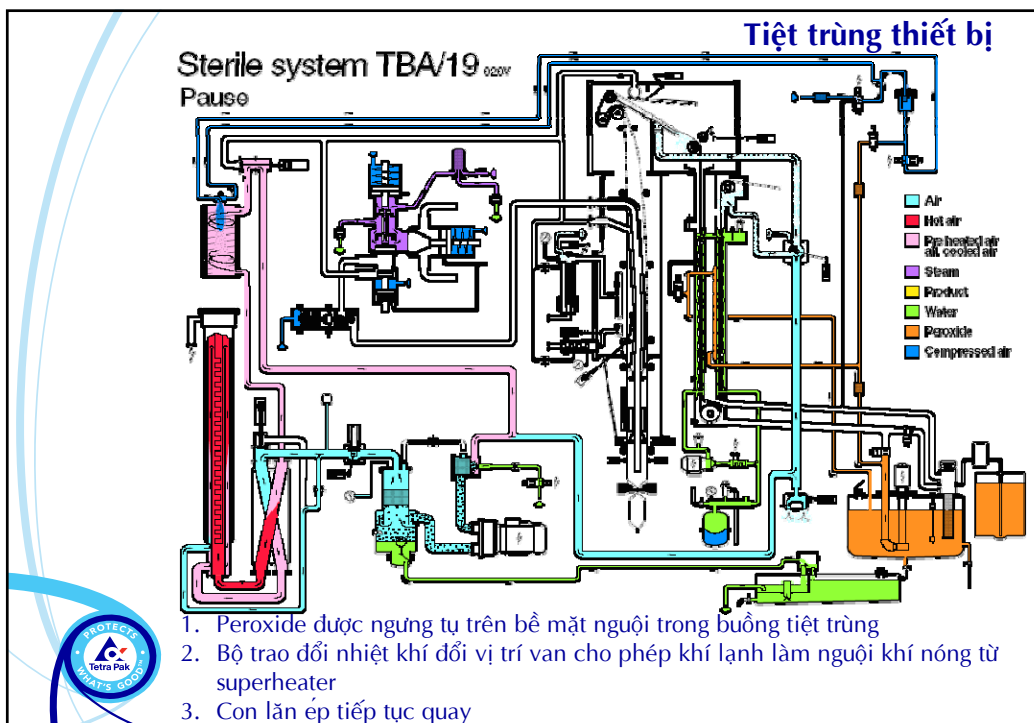 Tiệt trùng thiết bị
Sterile system TBA/19 020V
Pause
Air
Hot air
Pre heated air
alt. cooled air
Steam
Product
Water
Peroxide
Compressed air
1. Peroxide được ngưng tụ trên bề mặt nguội trong buồng tiệt trùng
2. Bộ trao đổi nhiệt khí đổi vị trí van cho phép khí lạnh làm nguội khí nóng từ
superheater
3. Con lăn ép tiếp tục quay
PROTECTS
Tetra Pak
WHAT'S GOOD™